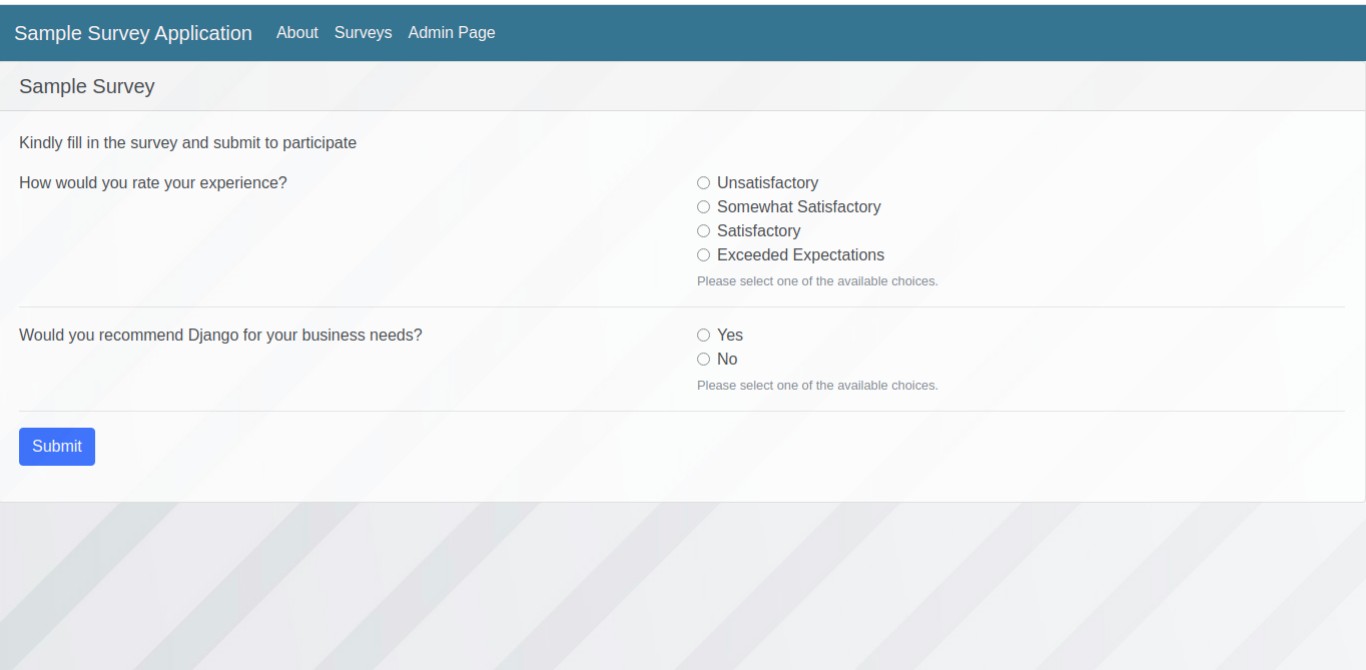 Sample Survey Application About Surveys Admin Page
Sample Survey
Kindly fill in the survey and submit to participate
How would you rate your experience?
Unsatisfactory
Somewhat Satisfactory
Satisfactory
Exceeded Expectations
Please select one of the available choices.
Would you recommend Django for your business needs?
Yes
No
Please select one of the available choices.
Submit